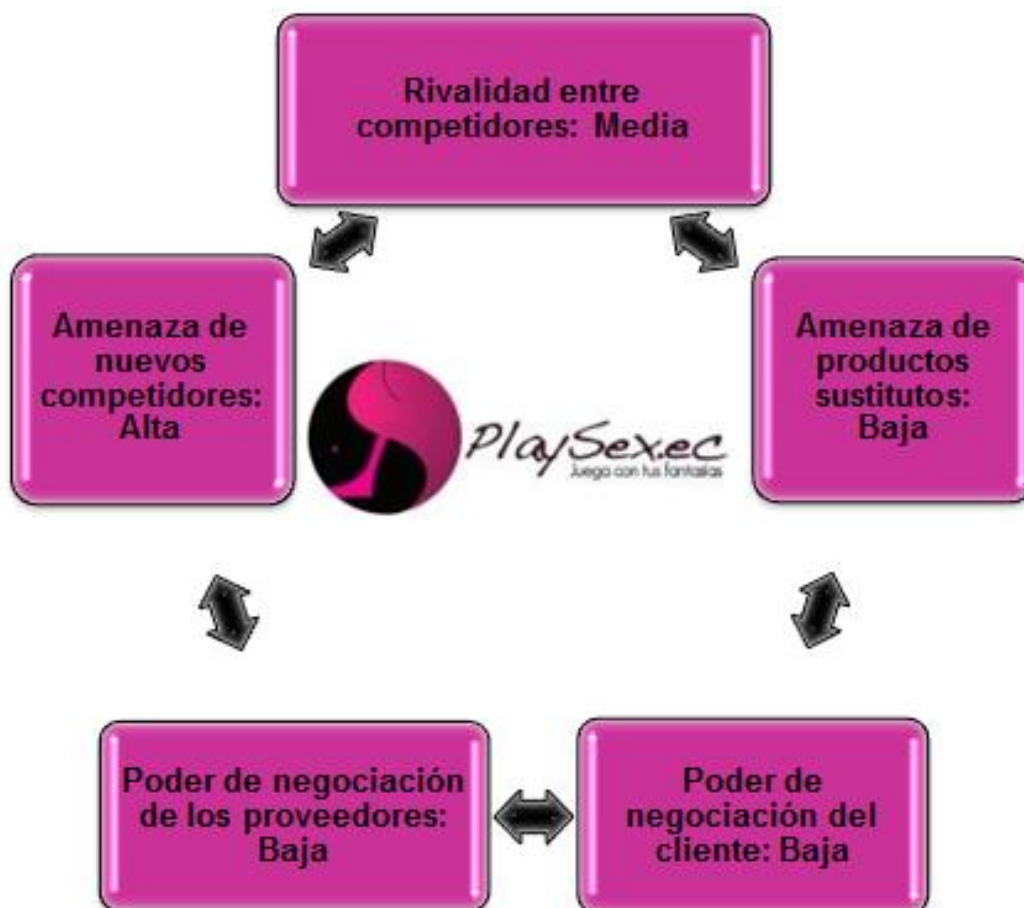 Rivalidad entre
competidores: Media
Amenaza de
nuevos
competidores:
Alta
PlaySex.ec
Juega con tus fantasías
Amenaza de
productos
sustitutos:
Baja
Poder de negociación
de los proveedores:
Baja
Poder de
negociación del
cliente: Baja